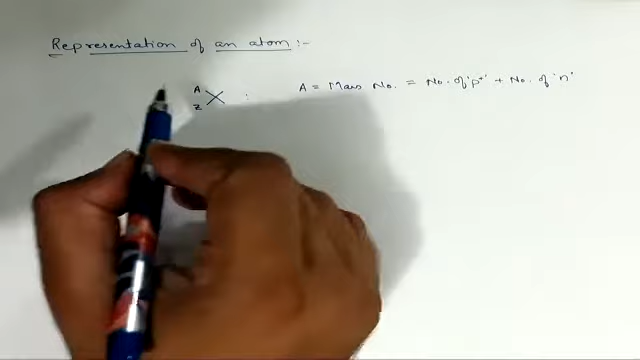 Representation of an atom :-
A
Z X : A = Mass No. = No. of 'p+' + No. of 'n'